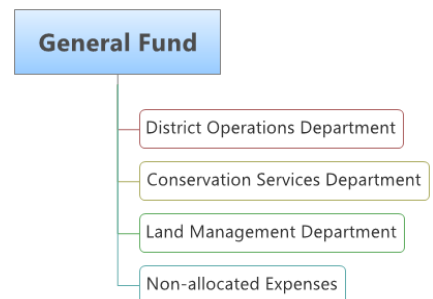 General Fund
District Operations Department
Conservation Services Department
Land Management Department
Non-allocated Expenses